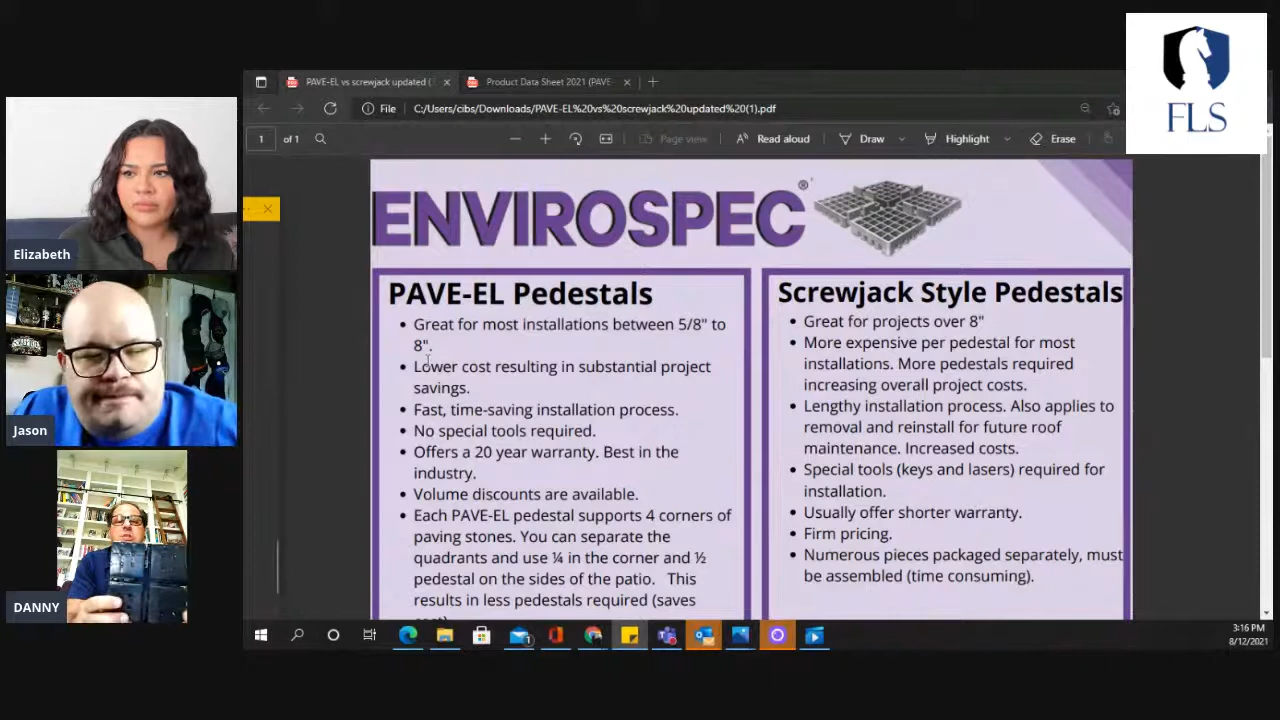 FLS
PAVE-EL vs screwjack updated (
Product Data Sheet 2021 (PAVE-
File
C:/Users/cibs/Downloads/PAVE-EL%20vs%20screwjack%20updated%20(1).pdf
1 of 1
Page view
Read aloud
Draw
Highlight
Erase
ENVIROSPEC®
PAVE-EL Pedestals
Great for most installations between 5/8" to
8".
Lower cost resulting in substantial project
savings.
Fast, time-saving installation process.
No special tools required.
Offers a 20 year warranty. Best in the
industry.
Volume discounts are available.
Each PAVE-EL pedestal supports 4 corners of
paving stones. You can separate the
quadrants and use ¼ in the corner and ½
pedestal on the sides of the patio. This
results in less pedestals required (saves
Screwjack Style Pedestals
Great for projects over 8"
More expensive per pedestal for most
installations. More pedestals required
increasing overall project costs.
Lengthy installation process. Also applies to
removal and reinstall for future roof
maintenance. Increased costs.
Special tools (keys and lasers) required for
installation.
Usually offer shorter warranty.
Firm pricing.
Numerous pieces packaged separately, must
be assembled (time consuming).
Elizabeth
Jason
DANNY
3:16 PM
8/12/2021